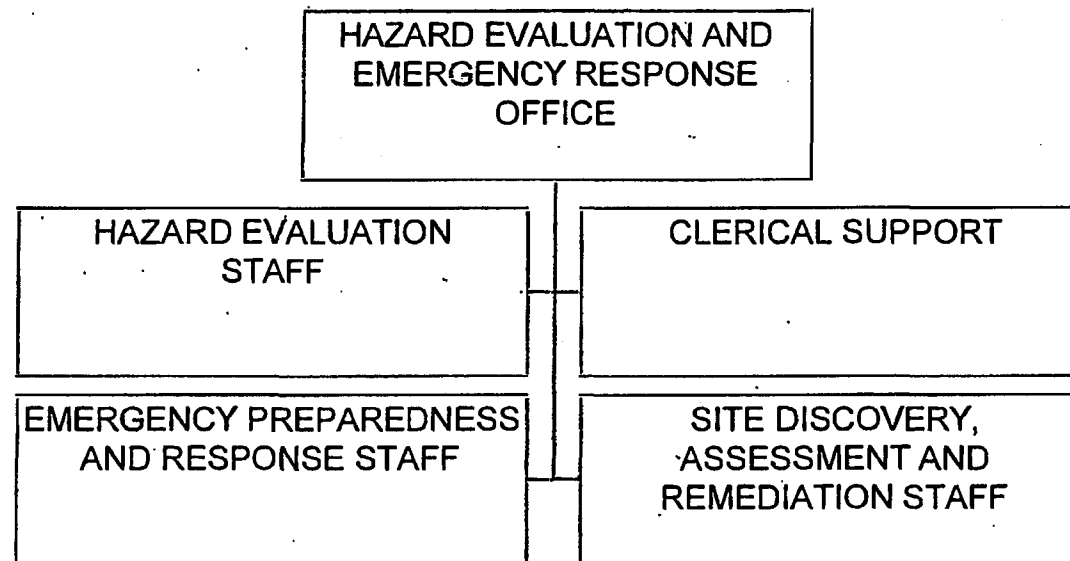 HAZARD EVALUATION AND
EMERGENCY RESPONSE
OFFICE
HAZARD EVALUATION
STAFF
CLERICAL SUPPORT
EMERGENCY PREPAREDNESS
AND RESPONSE STAFF
SITE DISCOVERY,
ASSESSMENT AND
REMEDIATION STAFF